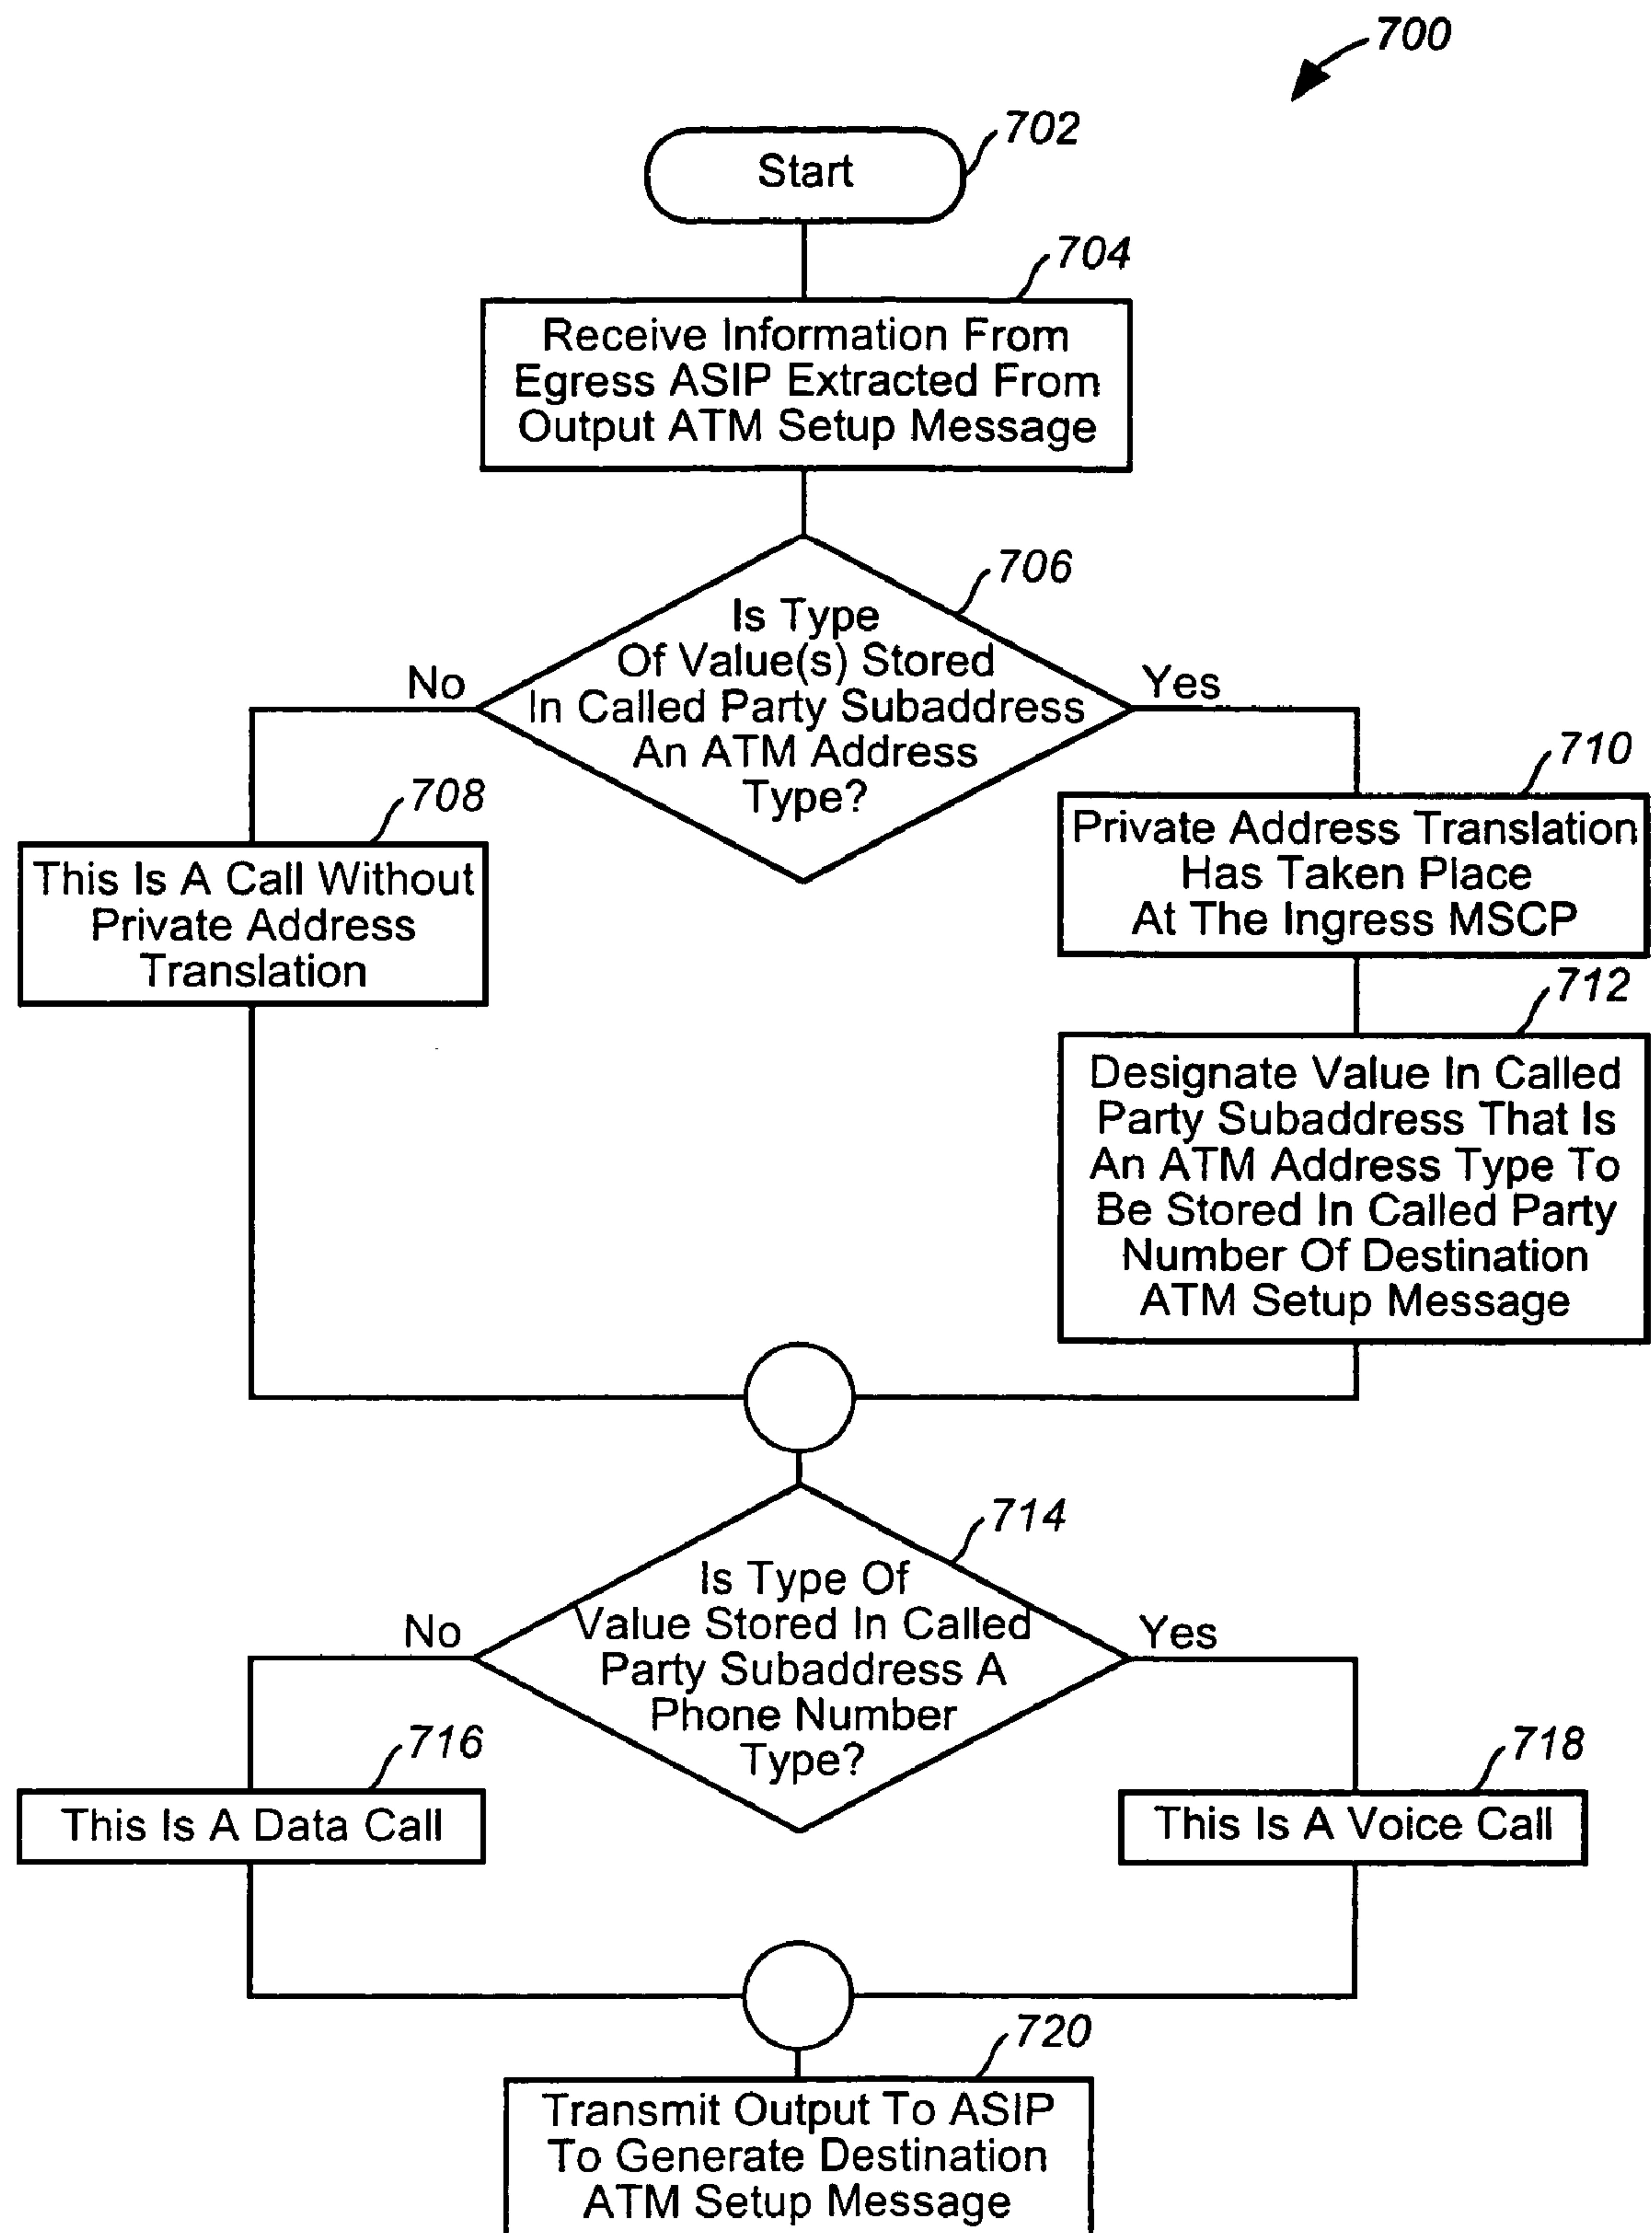 700
702
Start
704
Receive Information From
Egress ASIP Extracted From
Output ATM Setup Message
706
Is Type
Of Value(s) Stored
In Called Party Subaddress
An ATM Address
Type?
No
Yes
708
This Is A Call Without
Private Address
Translation
710
Private Address Translation
Has Taken Place
At The Ingress MSCP
712
Designate Value In Called
Party Subaddress That Is
An ATM Address Type To
Be Stored In Called Party
Number Of Destination
ATM Setup Message
714
Is Type Of
Value Stored In Called
Party Subaddress A
Phone Number
Type?
No
Yes
716
This Is A Data Call
718
This Is A Voice Call
720
Transmit Output To ASIP
To Generate Destination
ATM Setup Message